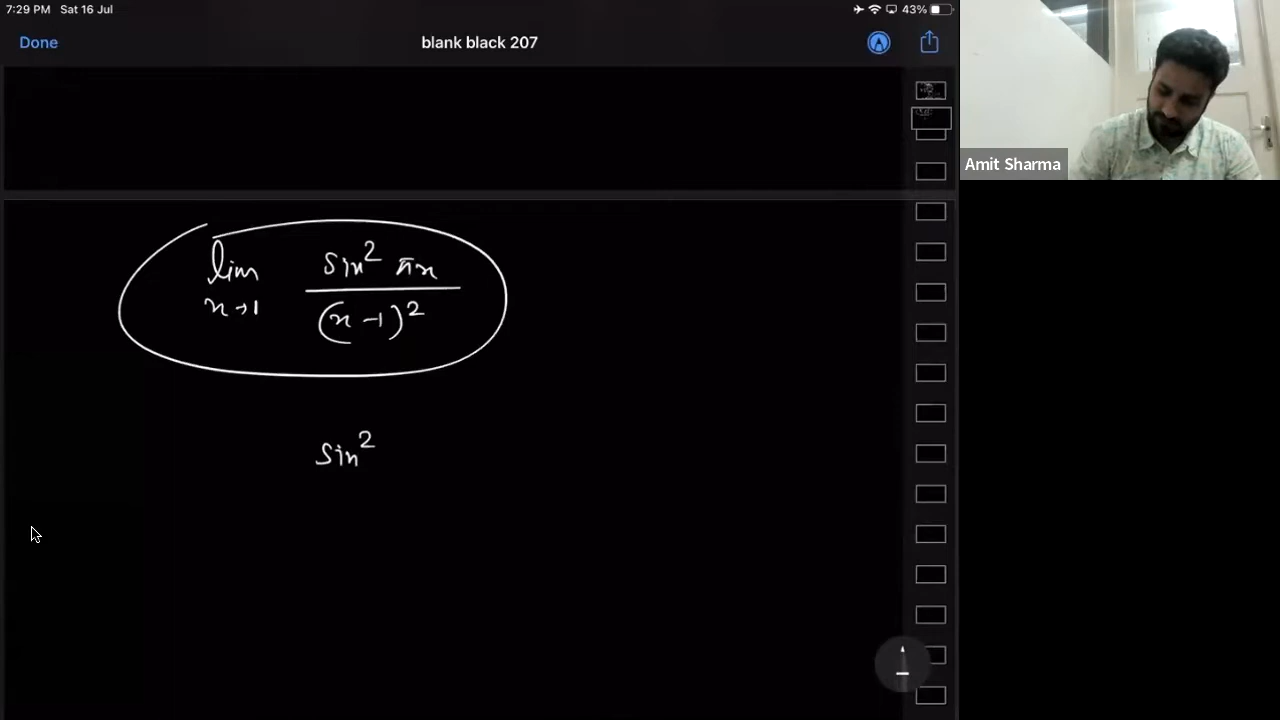 7:29 PM Sat 16 Jul
43%
Done
blank black 207
Amit Sharma
lim sin² πx
x→1 (x-1)²
sin²